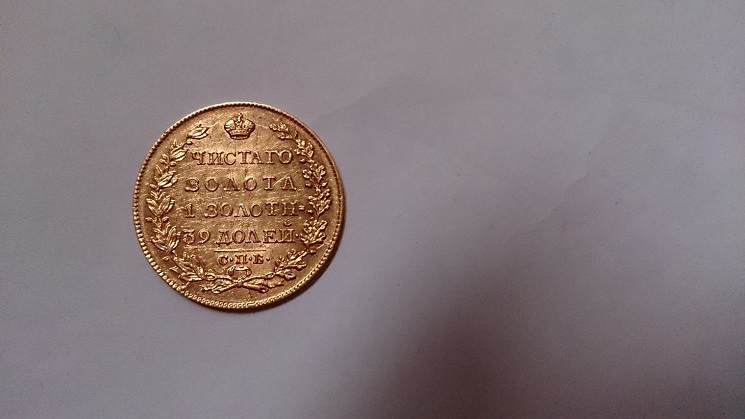 ЧИСТАГО
ЗОЛОТА
1 ЗОЛОТН·
39 ДОЛЕЙ·
С·П·Б·